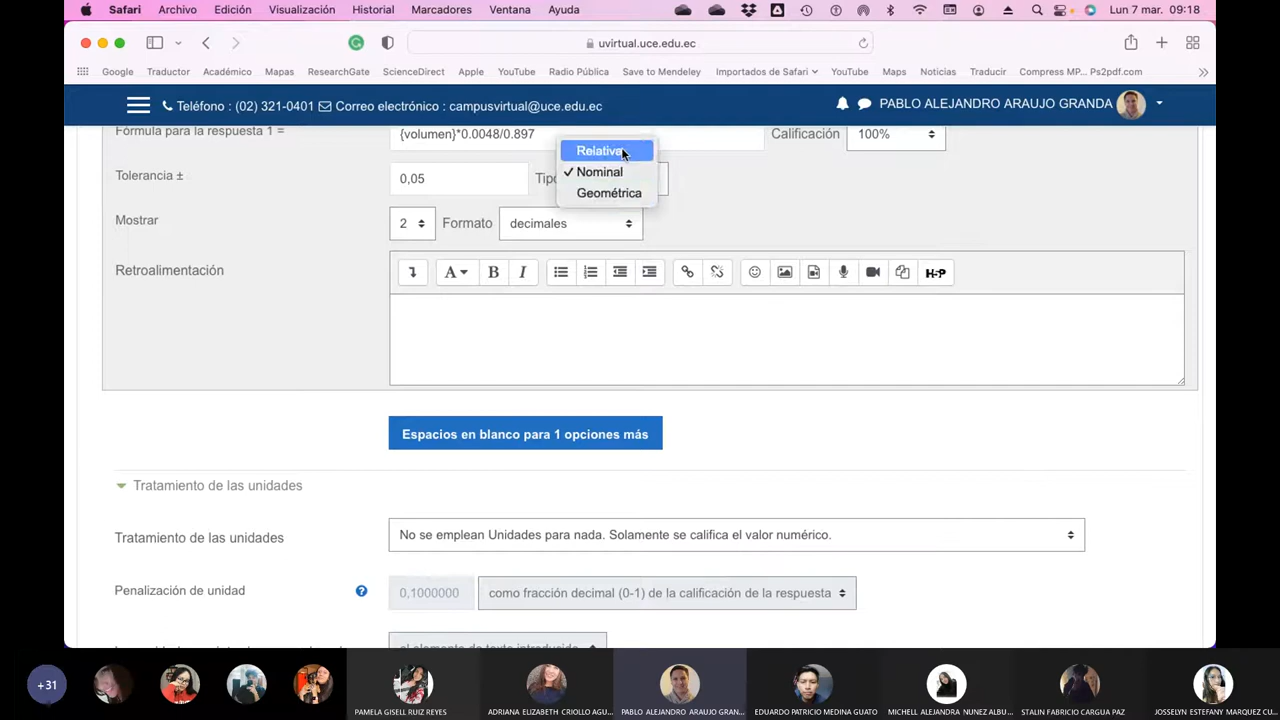 Safari Archivo Edición Visualización Historial Marcadores Ventana Ayuda Lun 7 mar. 09:18
uvirtual.uce.edu.ec
Google Traductor Académico Mapas ResearchGate ScienceDirect Apple YouTube Radio Pública Save to Mendeley Importados de Safari YouTube Maps Noticias Traducir Compress MP... Ps2pdf.com
Teléfono : (02) 321-0401 Correo electrónico : campusvirtual@uce.edu.ec PABLO ALEJANDRO ARAUJO GRANDA
Fórmula para la respuesta 1 = {volumen}*0.0048/0.897 Calificación 100%
Relativa
Tolerancia ± 0,05 Tipo Nominal
Geométrica
Mostrar 2 Formato decimales
Retroalimentación A B I H-P
Espacios en blanco para 1 opciones más
Tratamiento de las unidades
Tratamiento de las unidades No se emplean Unidades para nada. Solamente se califica el valor numérico.
Penalización de unidad 0,1000000 como fracción decimal (0-1) de la calificación de la respuesta
+31
PAMELA GISELL RUIZ REYES ADRIANA ELIZABETH CRIOLLO AGU... PABLO ALEJANDRO ARAUJO GRAN... EDUARDO PATRICIO MEDINA GUATO MICHELL ALEJANDRA NUNEZ ALBU... STALIN FABRICIO CARGUA PAZ JOSSELYN ESTEFANY MARQUEZ CU...